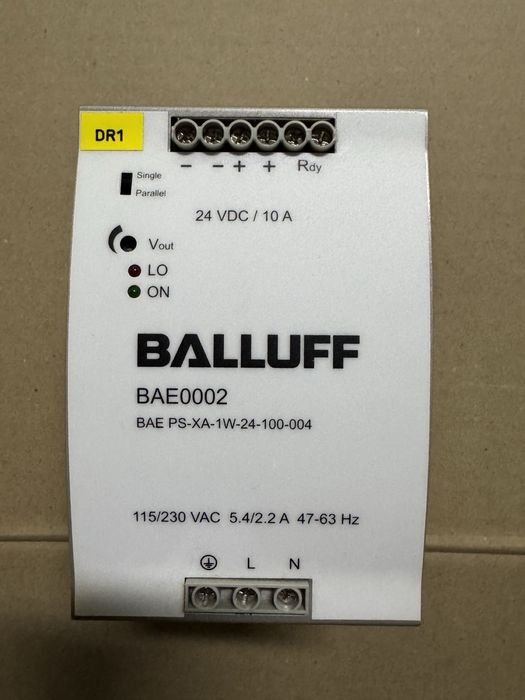 DR1
− − + + Rdy
Single
Parallel
24 VDC / 10 A
Vout
LO
ON
BALLUFF
BAE0002
BAE PS-XA-1W-24-100-004
115/230 VAC 5.4/2.2 A 47-63 Hz
L N